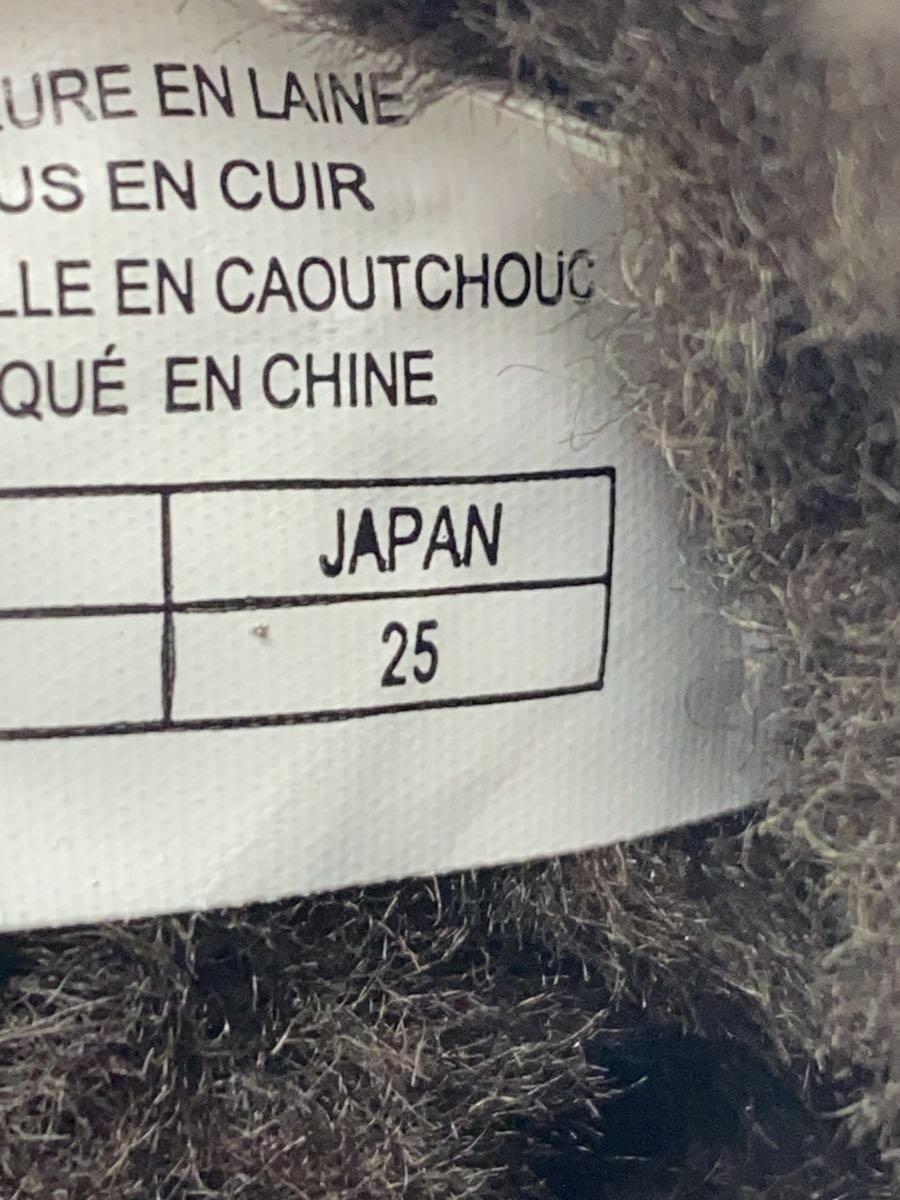 URE EN LAINE
US EN CUIR
LLE EN CAOUTCHOUC
QUÉ EN CHINE
JAPAN
25